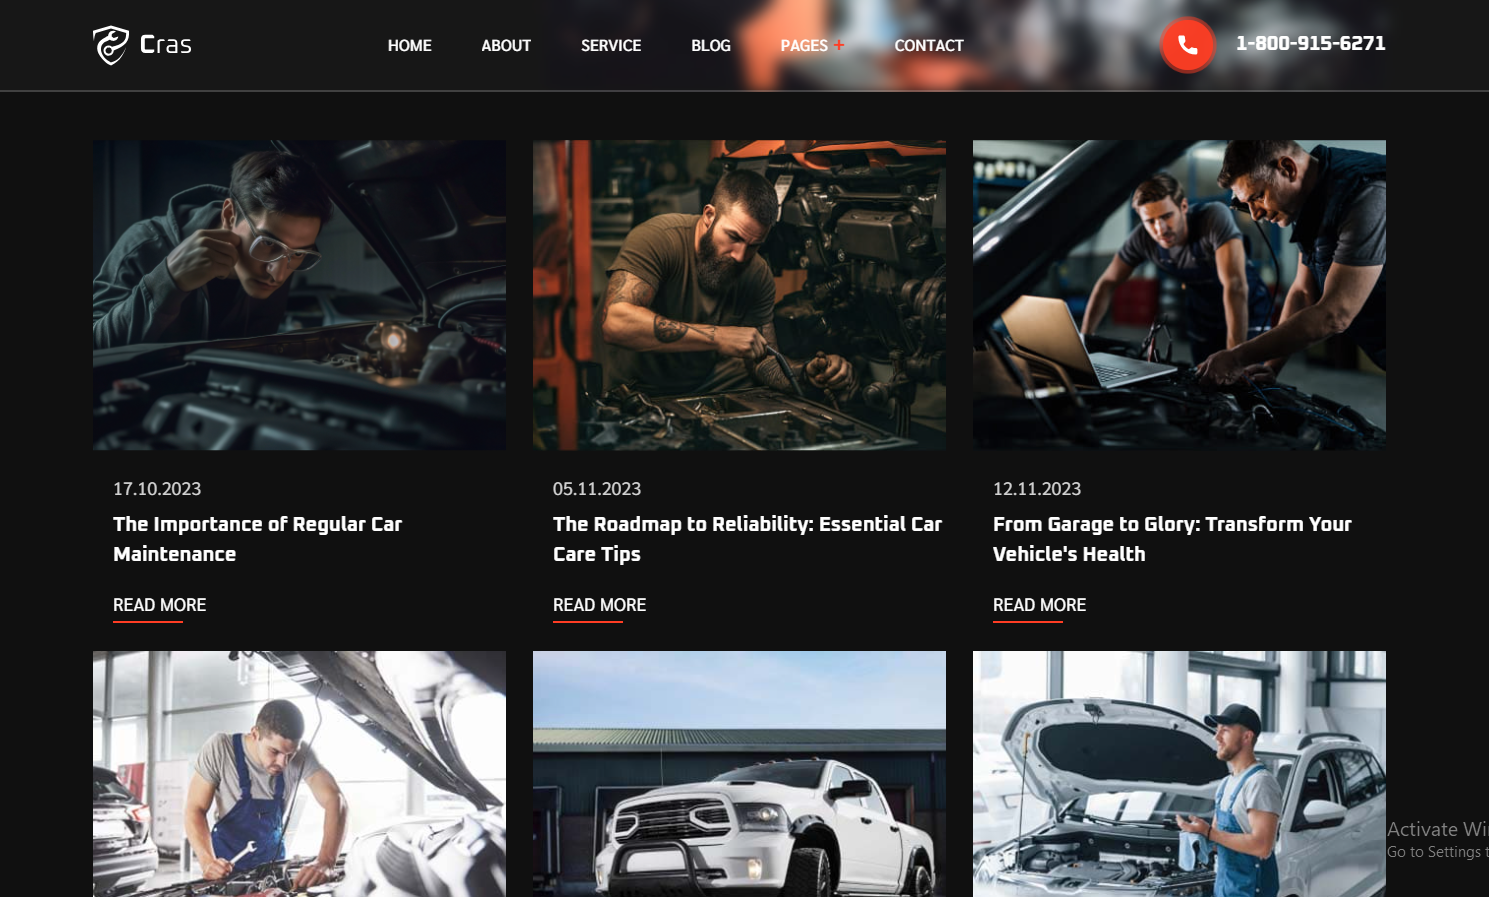 Cras
HOME
ABOUT
SERVICE
BLOG
PAGES +
CONTACT
1-800-915-6271
17.10.2023
The Importance of Regular Car
Maintenance
READ MORE
05.11.2023
The Roadmap to Reliability: Essential Car
Care Tips
READ MORE
12.11.2023
From Garage to Glory: Transform Your
Vehicle's Health
READ MORE
Activate Wi
Go to Settings t